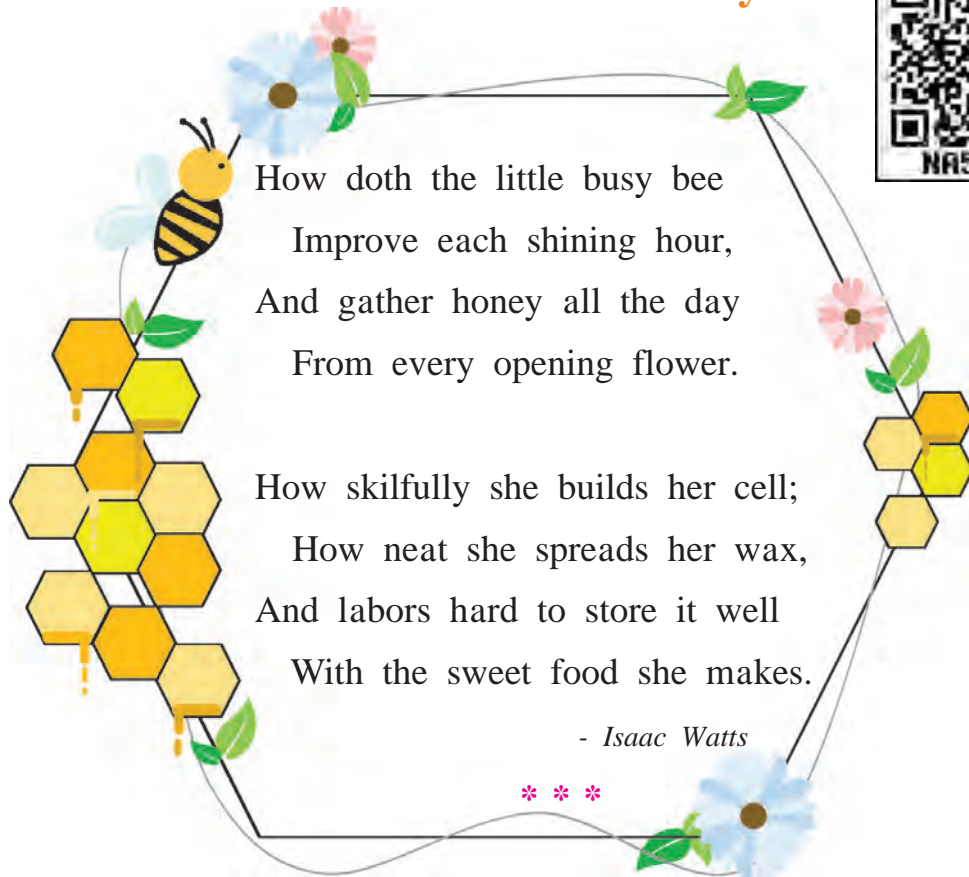 How doth the little busy bee
Improve each shining hour,
And gather honey all the day
From every opening flower.
How skilfully she builds her cell;
How neat she spreads her wax,
And labors hard to store it well
With the sweet food she makes.
- Isaac Watts
* * *